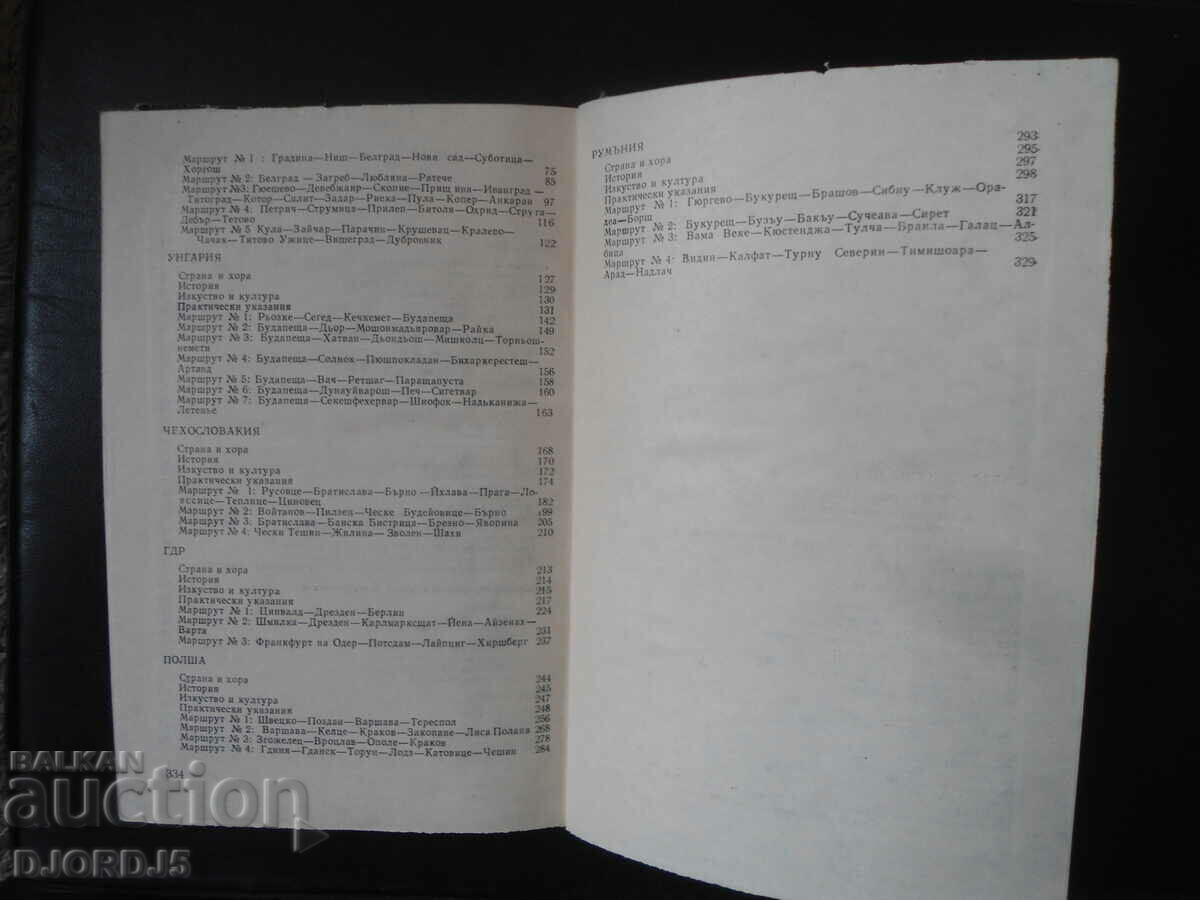 Маршрут № 1 : Градина—Ниш—Белград—Нови сад—Суботица—
Хоргош 75
Маршрут № 2: Белград — Загреб—Любляна—Ратече 85
Маршрут №3: Гюешево—Девебжаир—Скопие—Прищ ина—Иванград —
Титоград—Котор—Силит—Задар—Риека—Пула—Копер—Анкаран 97
Маршрут № 4: Петрич—Струмица—Прилеп—Битоля—Охрид—Струга—
Дебър—Тетово 116
Маршрут № 5 Кула—Зайчар—Парачин—Крушевац—Кралево—
Чачак—Титово Ужице—Вишеград—Дубровник 122
УНГАРИЯ
Страна и хора 127
История 129
Изкуство и култура 130
Практически указания 131
Маршрут № 1: Рьозке—Сегед—Кечкемет—Будапеща 142
Маршрут № 2: Будапеща—Дьор—Мошонмадьяровар—Райка 149
Маршрут № 3: Будапеща—Хатван—Дьондьош—Мишколц—Торньош-
немети 152
Маршрут № 4: Будапеща—Солнок—Пюшпокладан—Бихаркерестеш—
Артанд 156
Маршрут № 5: Будапеща—Вач—Ретшаг—Паращапуста 158
Маршрут № 6: Будапеща—Дунауйварош—Печ—Сигетвар 160
Маршрут № 7: Будапеща—Секешфехервар—Шиофок—Надьканижа—
Летенье 163
ЧЕХОСЛОВАКИЯ
Страна и хора 168
История 170
Изкуство и култура 172
Практически указания 174
Маршрут № 1: Русовце—Братислава—Бърно—Йхлава—Прага—Ло-
восице—Теплице—Циновец 182
Маршрут № 2: Войтанов—Пилзен—Ческе Будейовице—Бърно 199
Маршрут № 3: Братислава—Банска Бистрица—Брезно—Яворина 205
Маршрут № 4: Чески Тешин—Жилина—Зволен—Шахи 210
ГДР
Страна и хора 213
История 214
Изкуство и култура 215
Практически указания 217
Маршрут № 1: Цинвалд—Дрезден—Берлин 224
Маршрут № 2: Шмилка—Дрезден—Карлмарксщат—Йена—Айзенах—
Варта 231
Маршрут № 3: Франкфурт на Одер—Потсдам—Лайпциг—Хиршберг 237
ПОЛША
Страна и хора 244
История 245
Изкуство и култура 247
Практически указания 248
Маршрут № 1: Швецко—Поздан—Варшава—Тереспол 256
Маршрут № 2: Варшава—Келце—Краков—Закопане—Лиса Поляна 268
Маршрут № 3: Згожелец—Вроцлав—Ополе—Краков 278
Маршрут № 4: Гдиня—Гданск—Торун—Лодз—Катовице—Чешин 284
334
РУМЪНИЯ
Страна и хора 293
История 295
Изкуство и култура 297
Практически указания 298
Маршрут № 1: Гюргево—Букурещ—Брашов—Сибиу—Клуж—Ора-
деа—Борш 317
Маршрут № 2: Букурещ—Бузъу—Бакъу—Сучеава—Сирет 321
Маршрут № 3: Вама Веке—Кюстенджа—Тулча—Браила—Галац—Ал-
бица 325
Маршрут № 4: Видин—Калфат—Турну Северин—Тимишоара—
Арад—Надлач 329
BALKAN
auction
@DJORDJ5